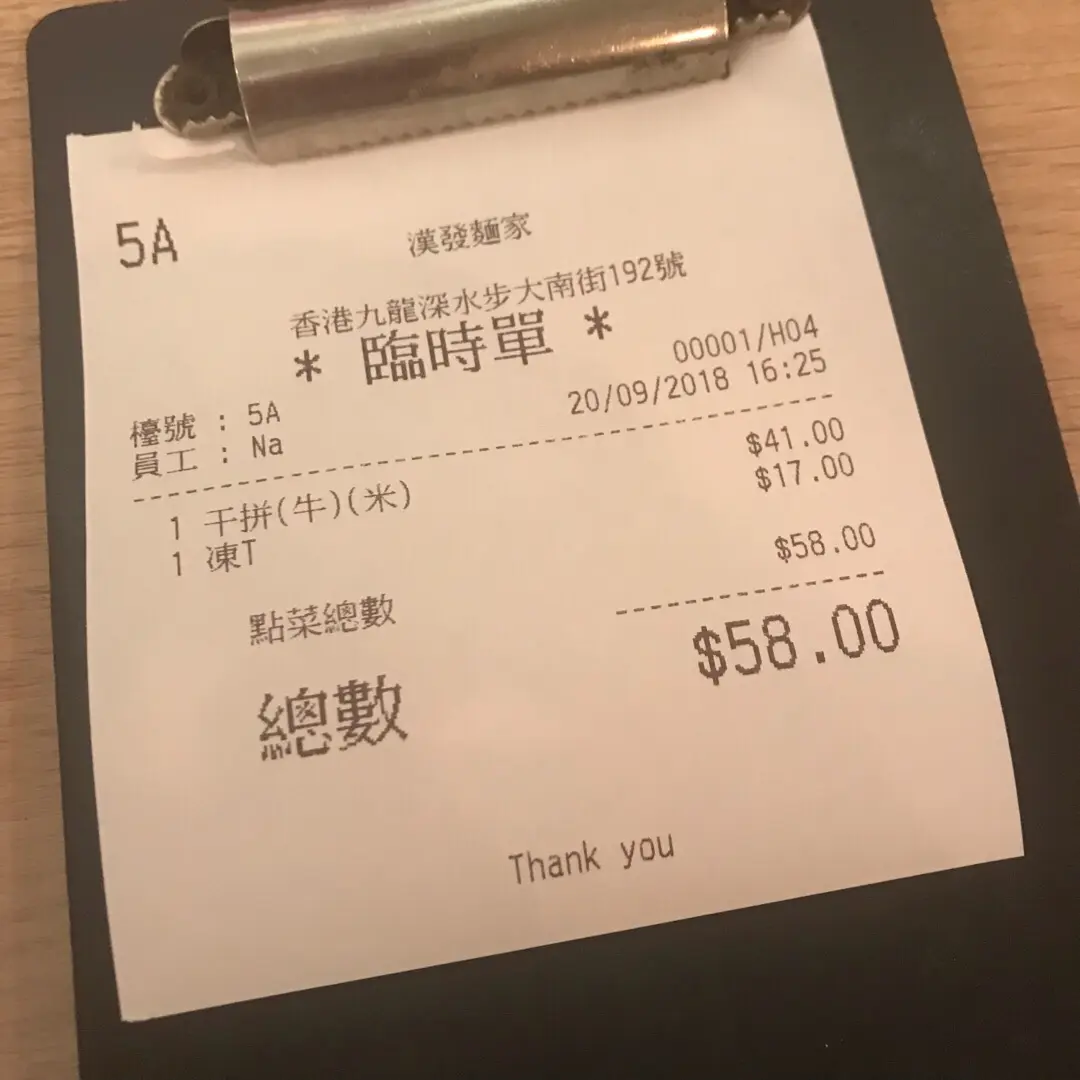 5A
漢發麵家
香港九龍深水步大南街192號
* 臨時單 *
00001/H04
檯號 : 5A
20/09/2018 16:25
員工 : Na
1 干拼(牛)(米) $41.00
1 凍T $17.00
點菜總數 $58.00
總數 $58.00
Thank you